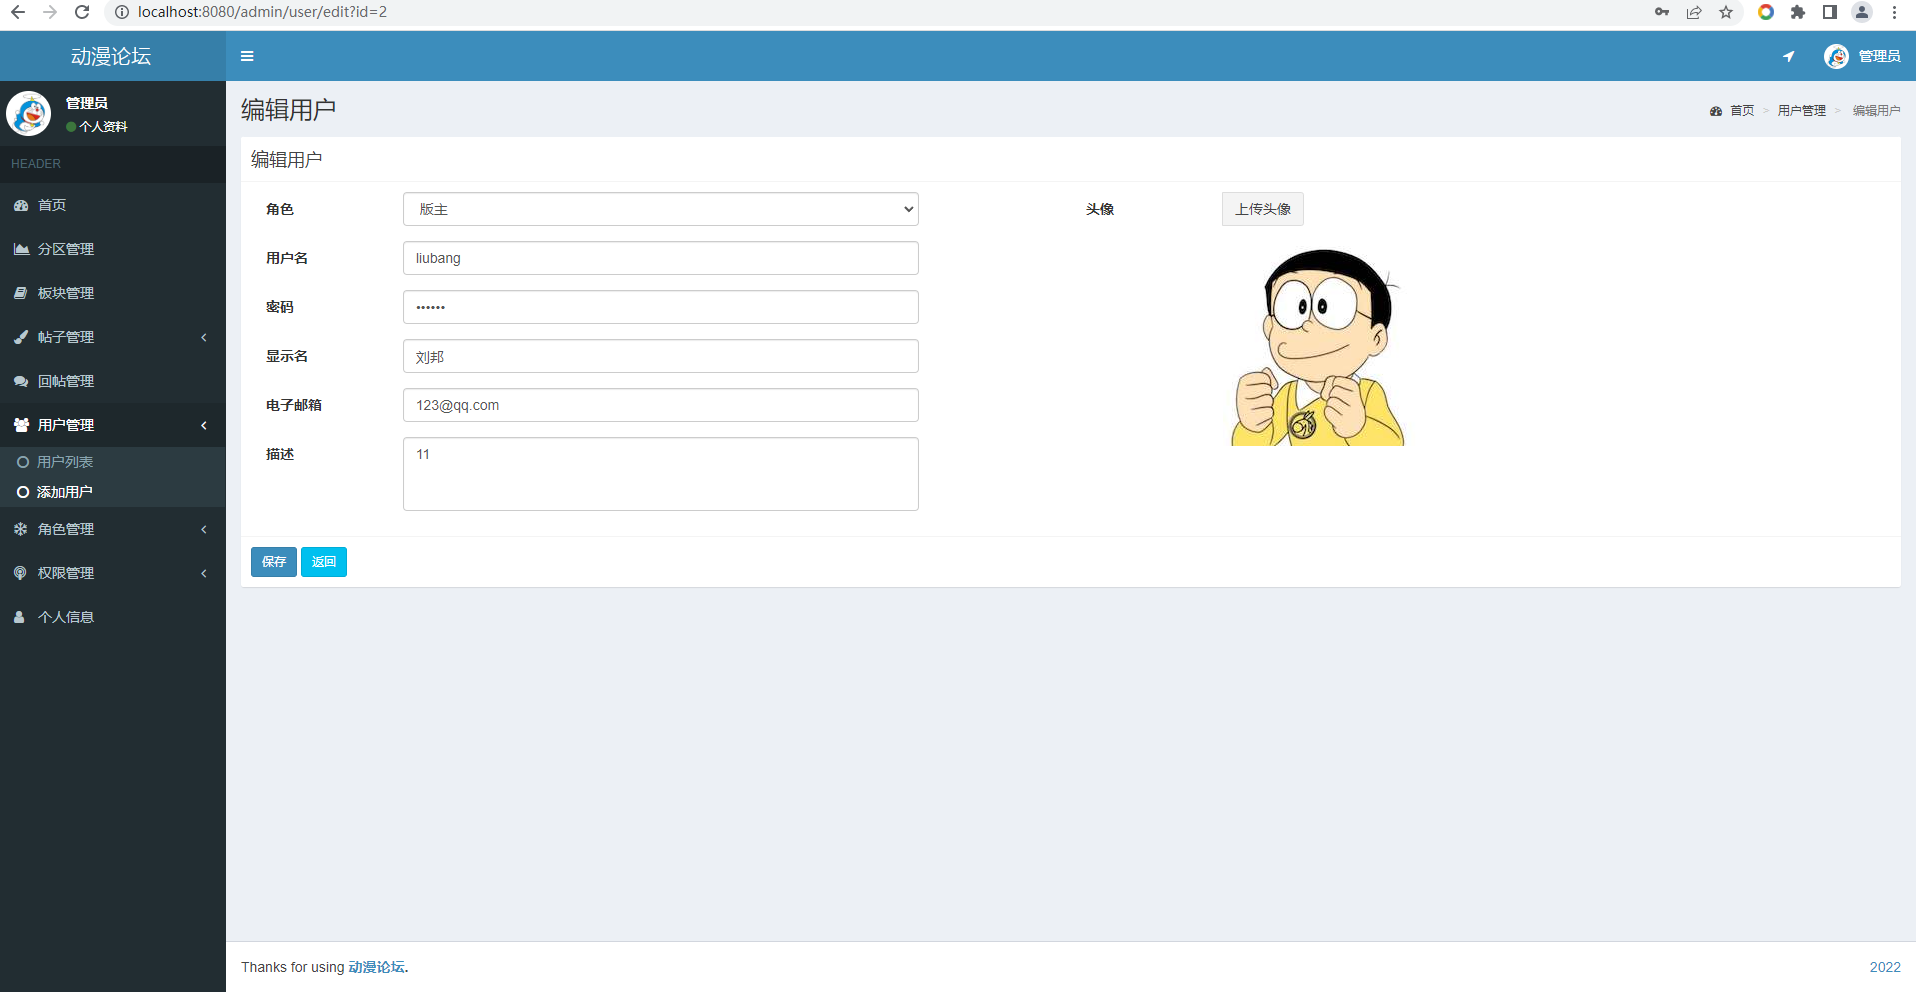 localhost:8080/admin/user/edit?id=2
动漫论坛
管理员
管理员
个人资料
HEADER
首页
分区管理
板块管理
帖子管理
回帖管理
用户管理
用户列表
添加用户
角色管理
权限管理
个人信息
编辑用户
首页 > 用户管理 > 编辑用户
编辑用户
角色 版主
头像 上传头像
用户名 liubang
密码 ••••••
显示名 刘邦
电子邮箱 123@qq.com
描述 11
保存 返回
Thanks for using 动漫论坛.
2022